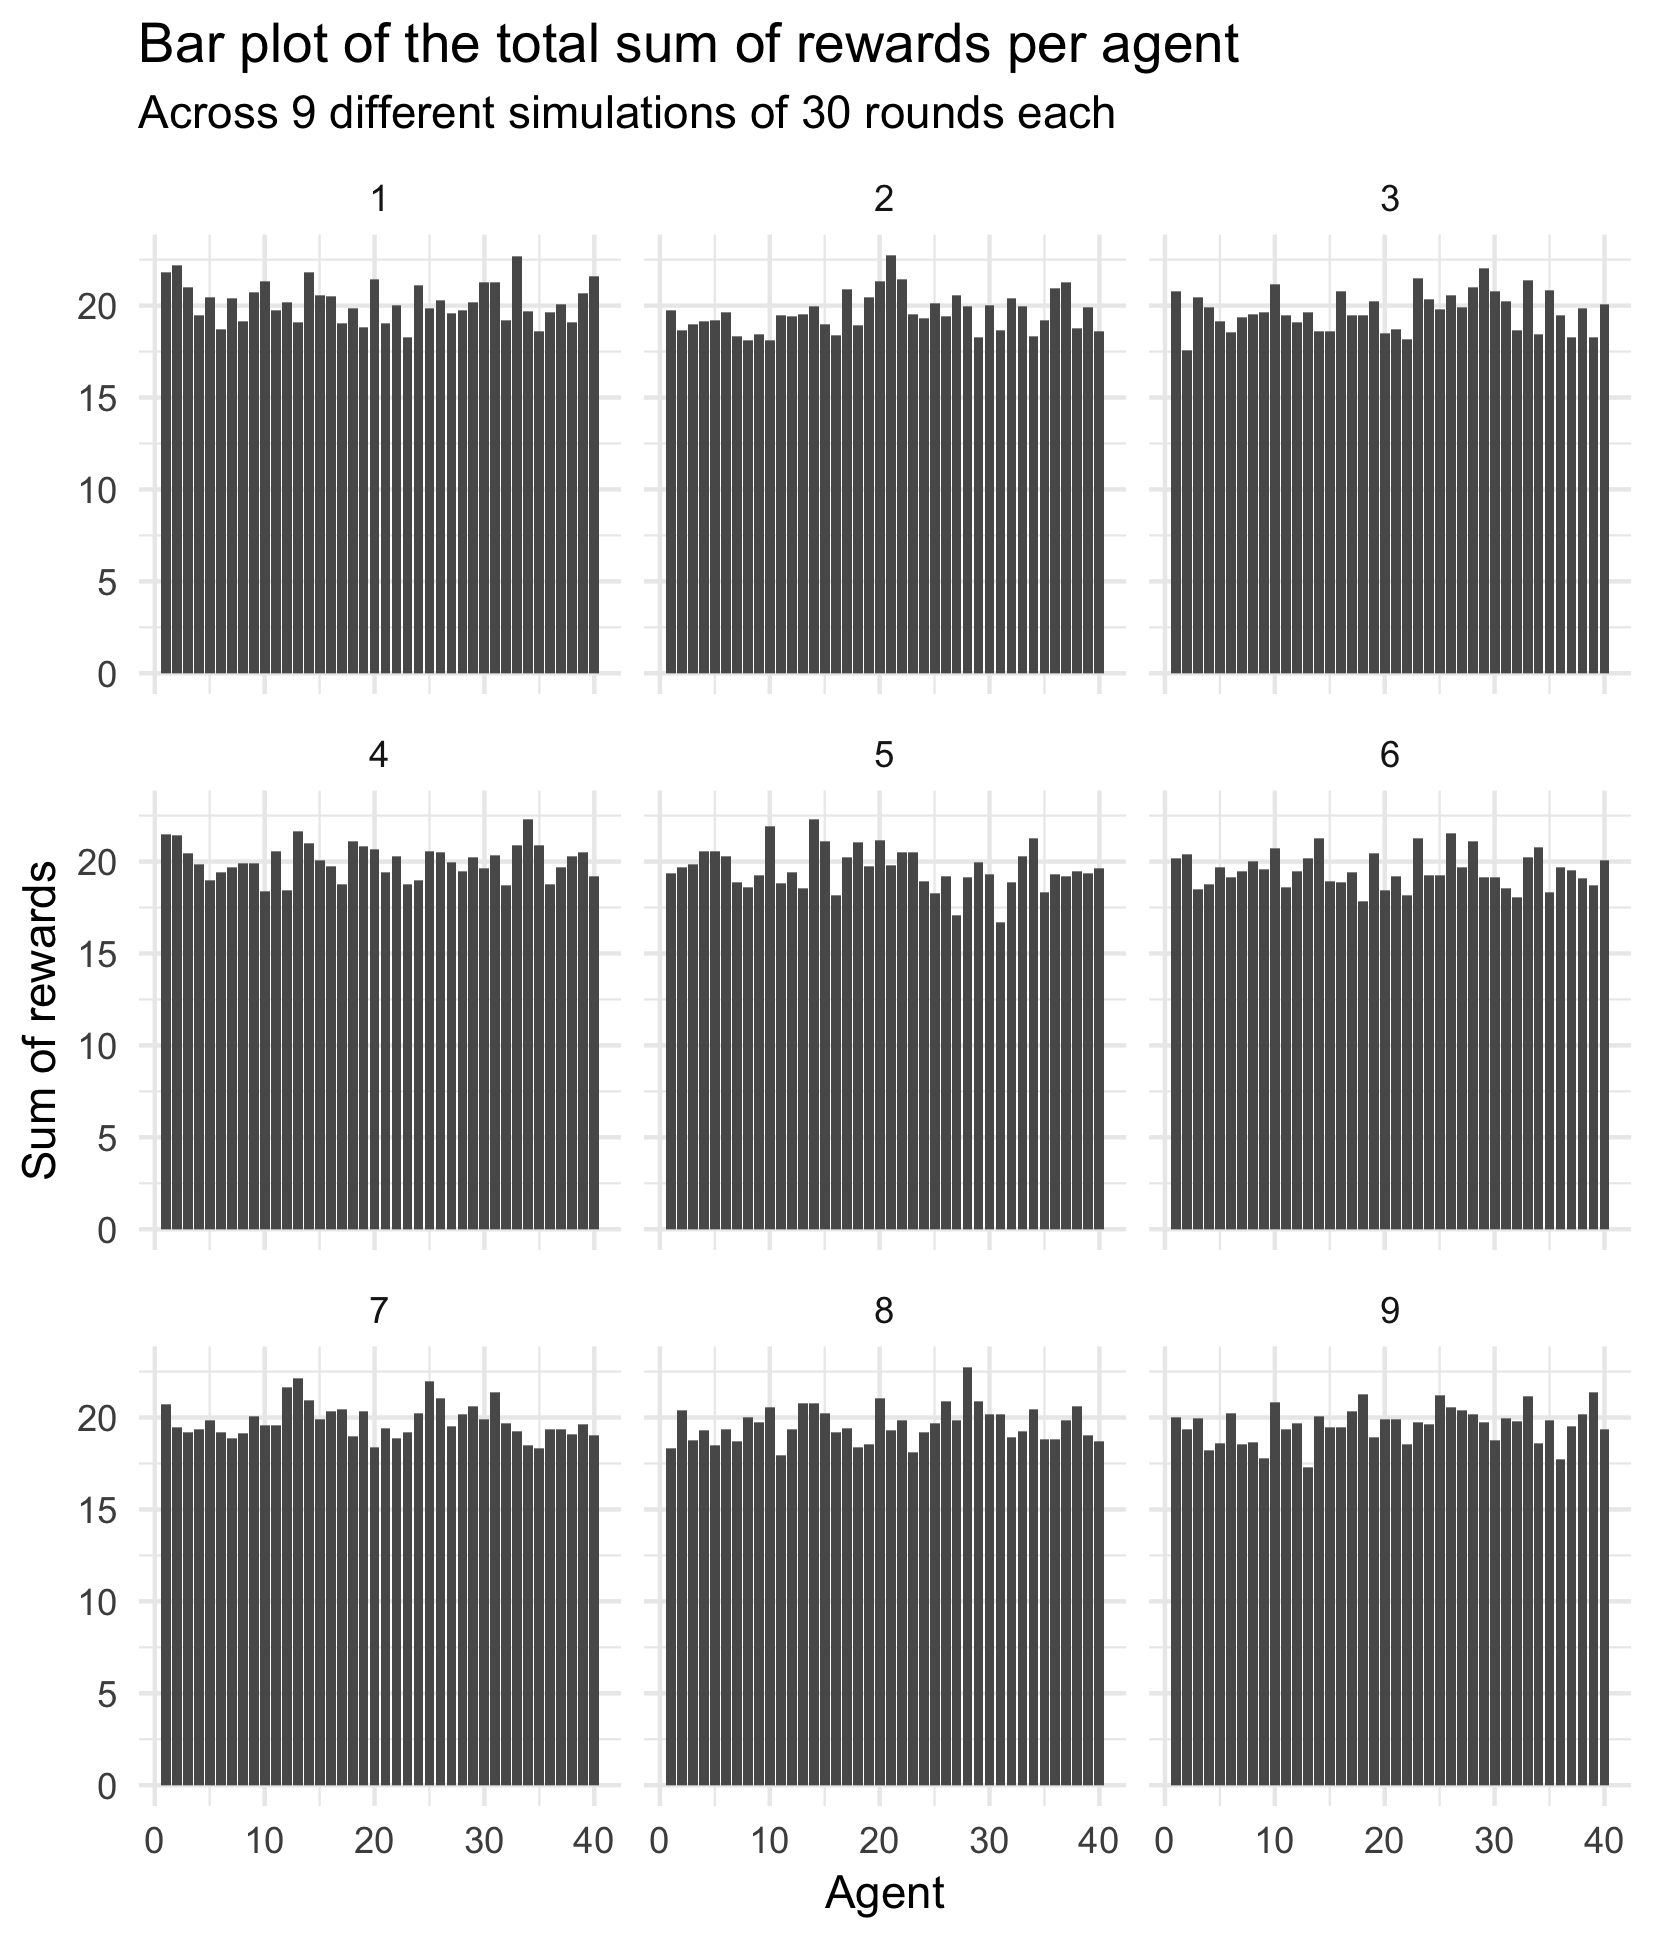 Bar plot of the total sum of rewards per agent
Across 9 different simulations of 30 rounds each
1 2 3
20
15
10
5
0
4 5 6
20
15
10
5
0
Sum of rewards
7 8 9
20
15
10
5
0
0 10 20 30 40 0 10 20 30 40 0 10 20 30 40
Agent